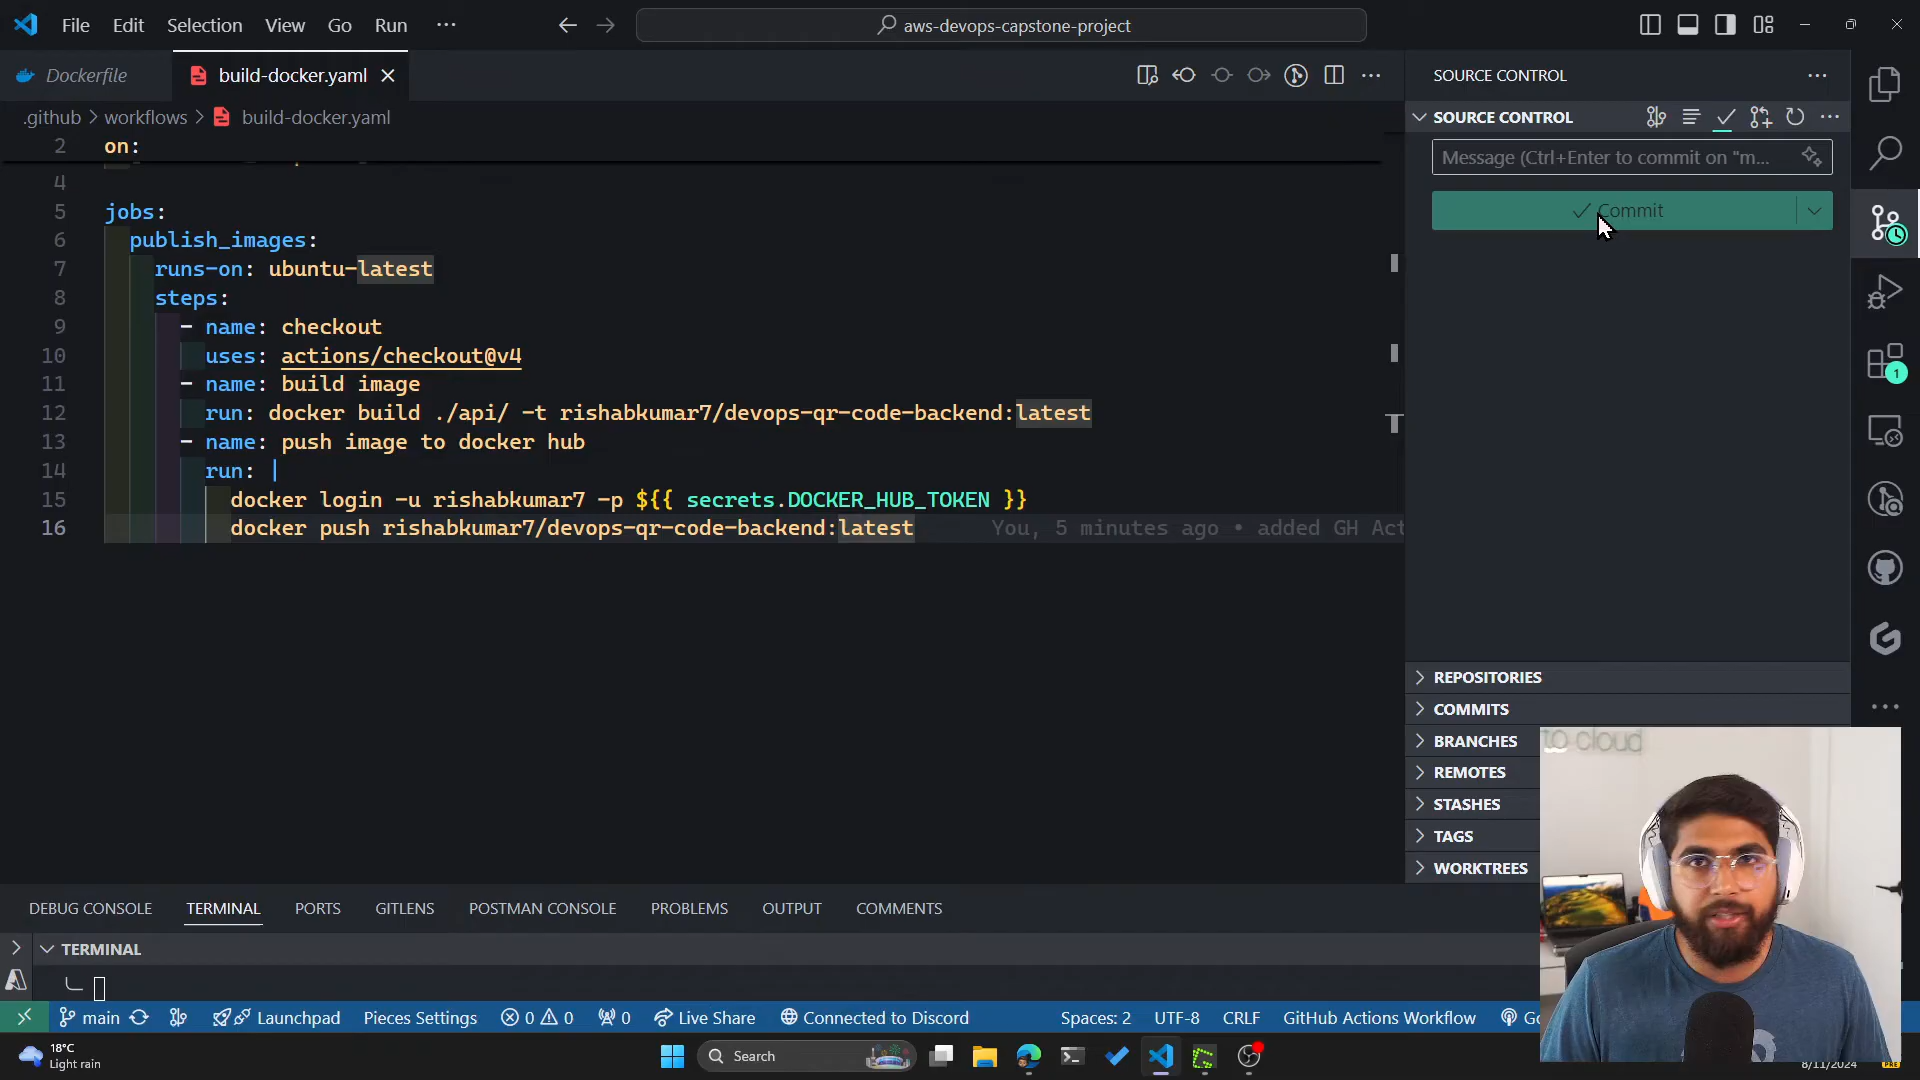 File Edit Selection View Go Run ··· aws-devops-capstone-project
Dockerfile build-docker.yaml
.github > workflows > build-docker.yaml
2 on:
4
5 jobs:
6 publish_images:
7 runs-on: ubuntu-latest
8 steps:
9 - name: checkout
10 uses: actions/checkout@v4
11 - name: build image
12 run: docker build ./api/ -t rishabkumar7/devops-qr-code-backend:latest
13 - name: push image to docker hub
14 run: |
15 docker login -u rishabkumar7 -p ${{ secrets.DOCKER_HUB_TOKEN }}
16 docker push rishabkumar7/devops-qr-code-backend:latest You, 5 minutes ago • added GH Act
SOURCE CONTROL
SOURCE CONTROL
Message (Ctrl+Enter to commit on "m...
Commit
1
REPOSITORIES
COMMITS
BRANCHES
REMOTES
STASHES
TAGS
WORKTREES
to cloud
DEBUG CONSOLE TERMINAL PORTS GITLENS POSTMAN CONSOLE PROBLEMS OUTPUT COMMENTS
TERMINAL
main Launchpad Pieces Settings 0 0 0 Live Share Connected to Discord Spaces: 2 UTF-8 CRLF GitHub Actions Workflow
18°C
Light rain
Search
8/11/2024
PRE